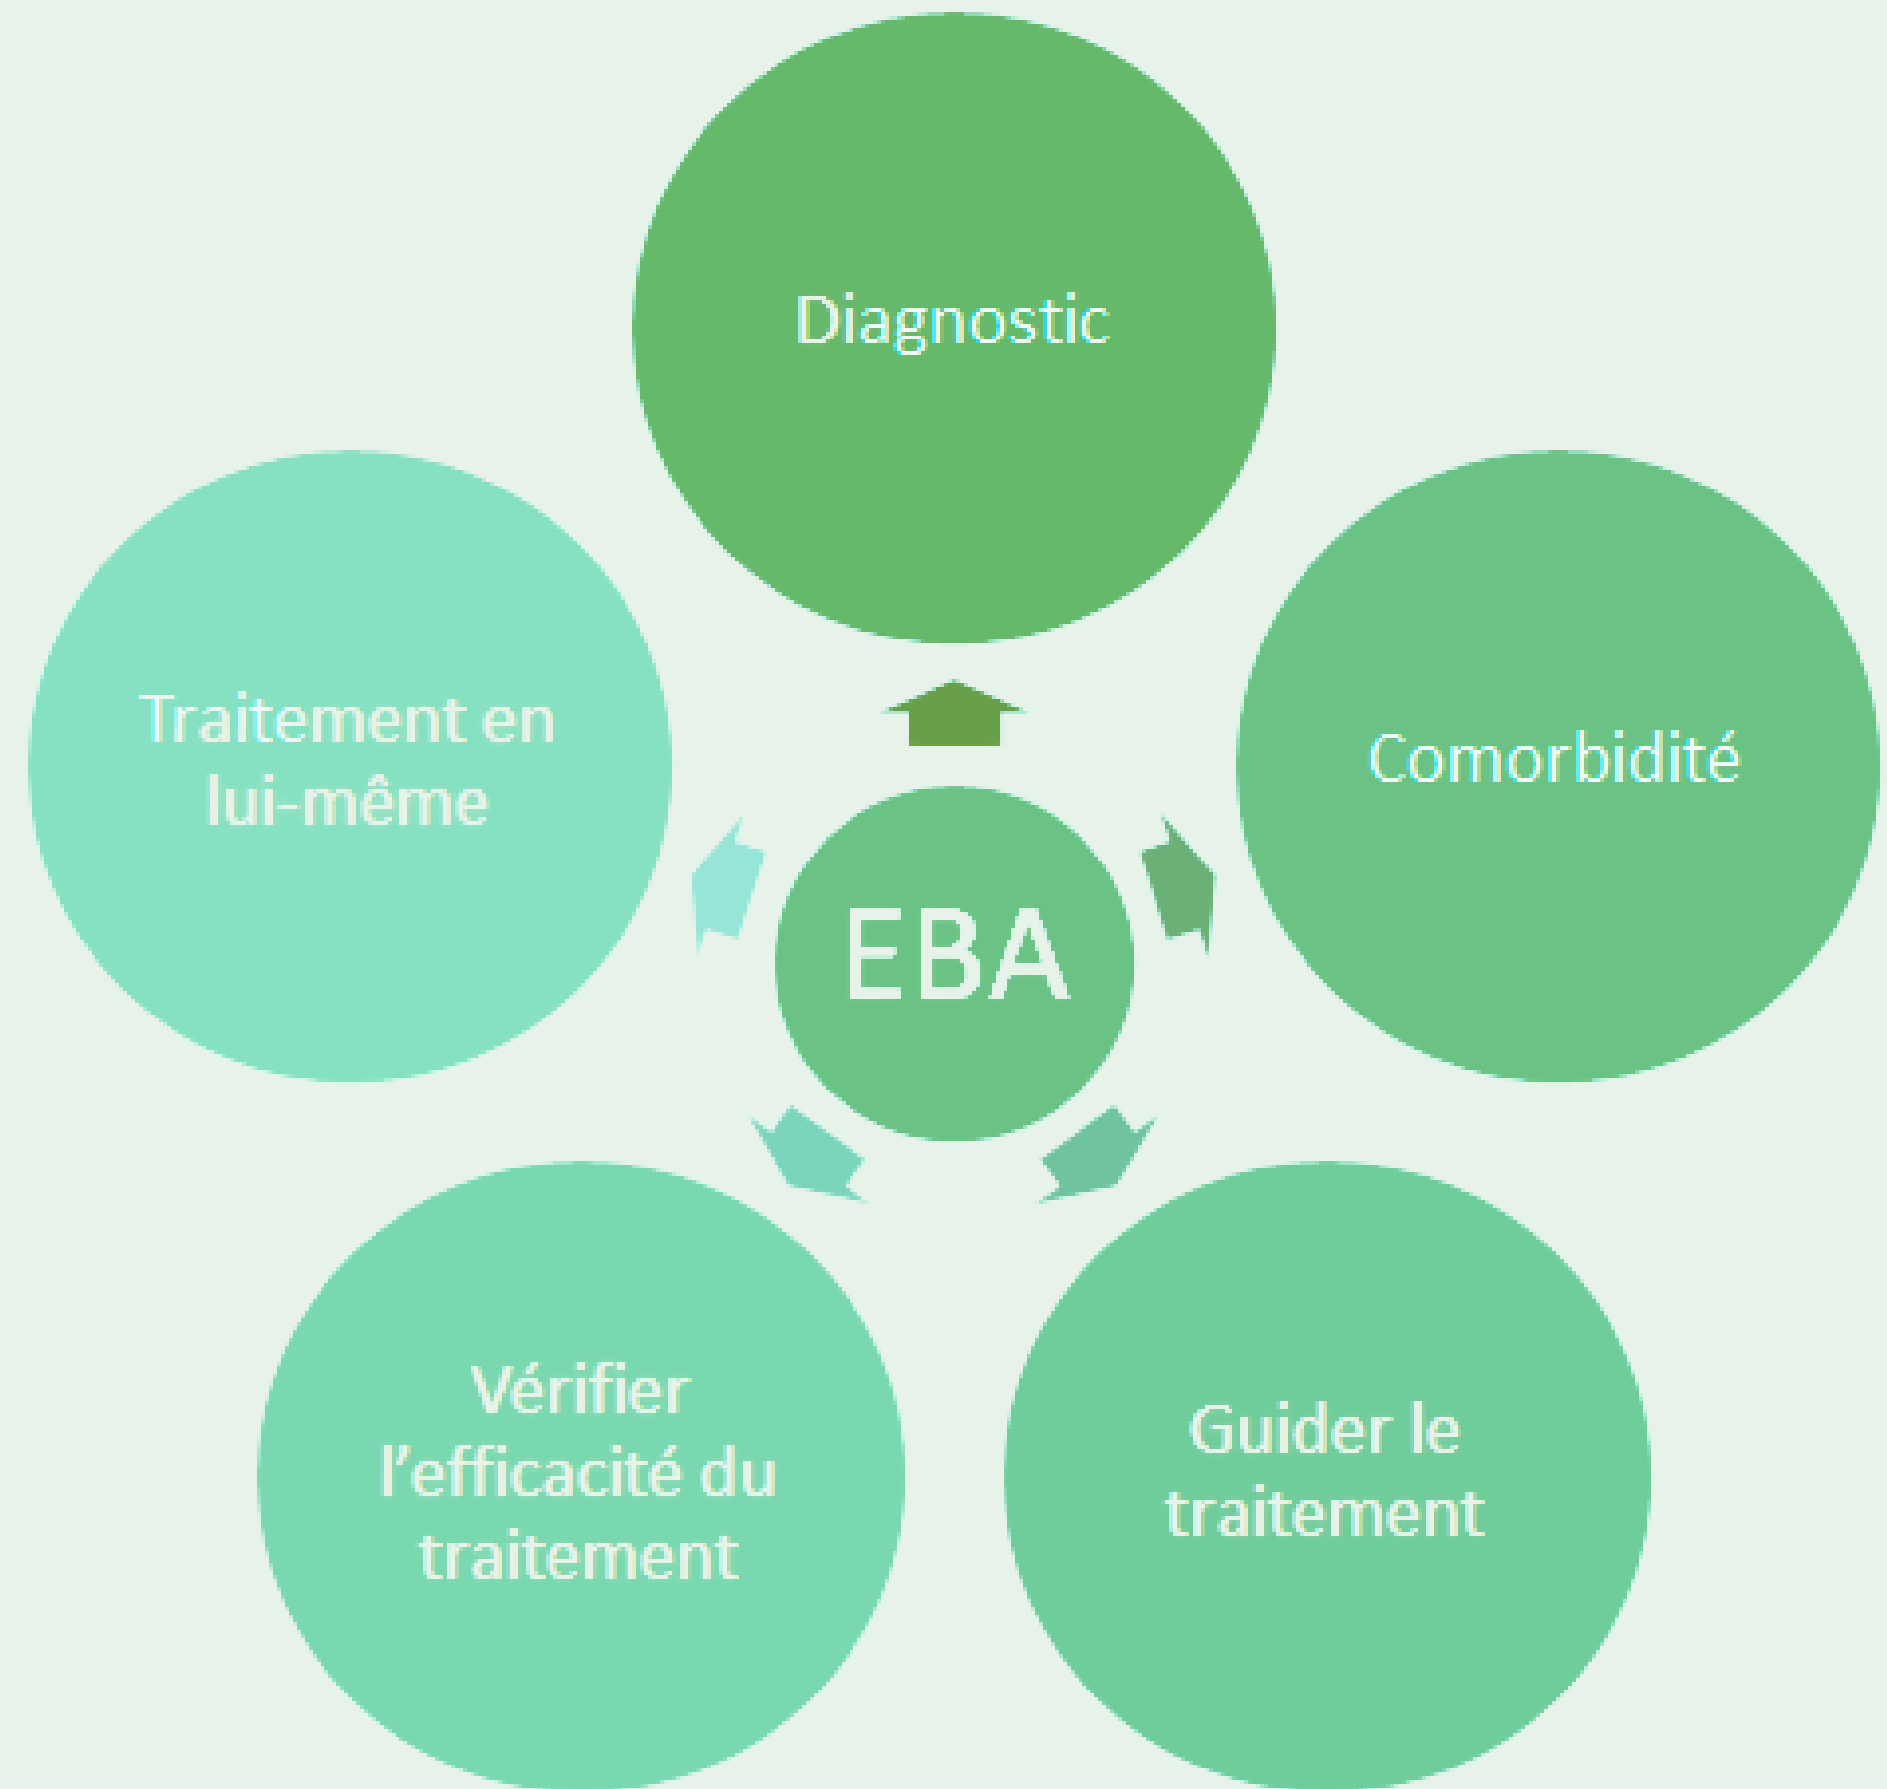 Diagnostic
Comorbidité
Guider le
traitement
Vérifier
l’efficacité du
traitement
Traitement en
lui-même
EBA